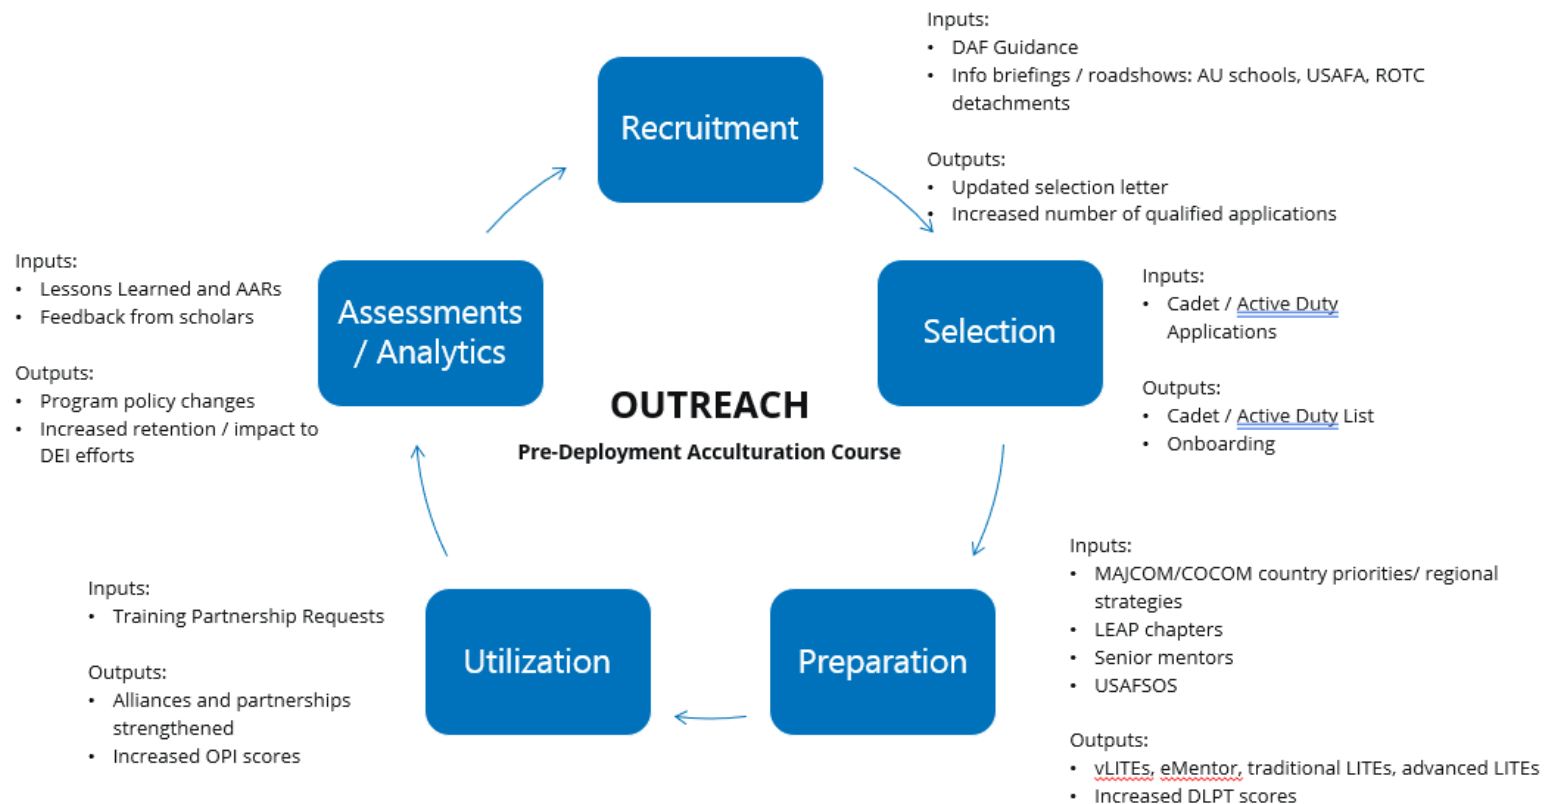 Recruitment
Inputs:
• DAF Guidance
• Info briefings / roadshows: AU schools, USAFA, ROTC
detachments
Outputs:
• Updated selection letter
• Increased number of qualified applications
Selection
Inputs:
• Cadet / Active Duty
Applications
Outputs:
• Cadet / Active Duty List
• Onboarding
Preparation
Inputs:
• MAJCOM/COCOM country priorities/ regional
strategies
• LEAP chapters
• Senior mentors
• USAFSOS
Outputs:
• vLITEs, eMentor, traditional LITEs, advanced LITEs
• Increased DLPT scores
Utilization
Inputs:
• Training Partnership Requests
Outputs:
• Alliances and partnerships
strengthened
• Increased OPI scores
Assessments
/ Analytics
Inputs:
• Lessons Learned and AARs
• Feedback from scholars
Outputs:
• Program policy changes
• Increased retention / impact to
DEI efforts
OUTREACH
Pre-Deployment Acculturation Course